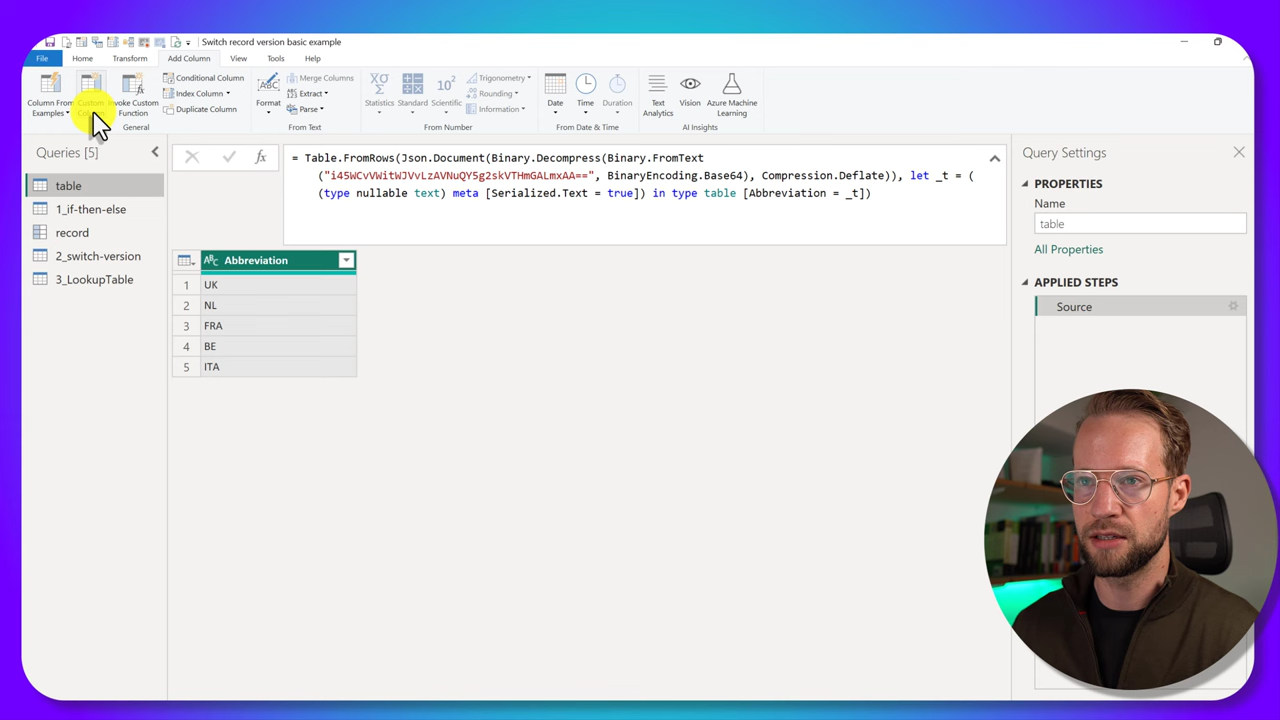 Switch record version basic example
File Home Transform Add Column View Tools Help
Column From Examples
Custom Column
Invoke Custom Function
Conditional Column
Index Column
Duplicate Column
General
Format
Merge Columns
Extract
Parse
From Text
Statistics
Standard
Scientific
Trigonometry
Rounding
Information
From Number
Date
Time
Duration
From Date & Time
Text Analytics
Vision
Azure Machine Learning
AI Insights
Queries [5]
table
1_if-then-else
record
2_switch-version
3_LookupTable
fx
= Table.FromRows(Json.Document(Binary.Decompress(Binary.FromText
("i45WCvVWitWJVvLzAVNuQY5g2skVTHmGALmxAA==", BinaryEncoding.Base64), Compression.Deflate)), let _t = (
(type nullable text) meta [Serialized.Text = true]) in type table [Abbreviation = _t])
ABC Abbreviation
1 UK
2 NL
3 FRA
4 BE
5 ITA
Query Settings
PROPERTIES
Name
table
All Properties
APPLIED STEPS
Source